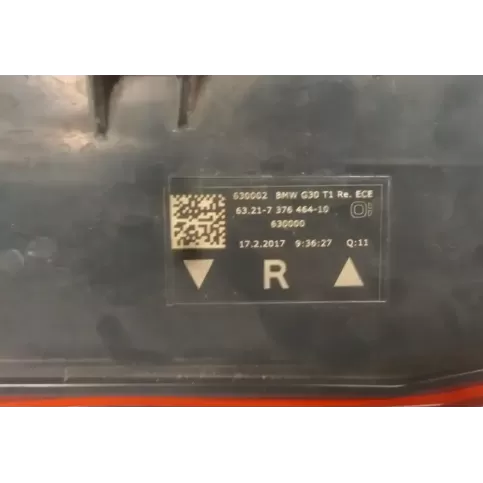 630002 BMW G30 T1 Re. ECE
63.21-7 376 464-10
630000
17.2.2017 9:36:27 Q:11
R